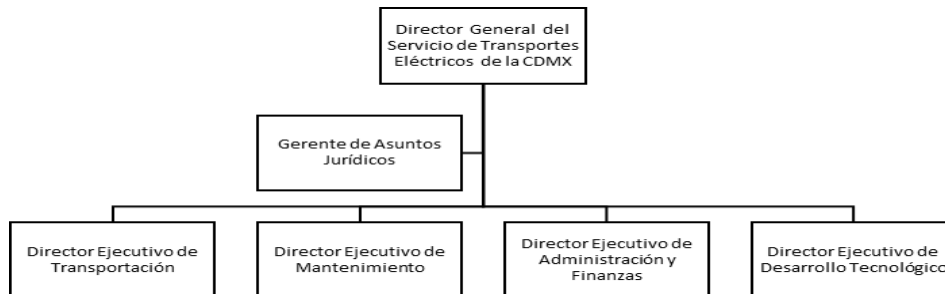 Director General del
Servicio de Transportes
Eléctricos de la CDMX
Gerente de Asuntos
Jurídicos
Director Ejecutivo de
Transportación
Director Ejecutivo de
Mantenimiento
Director Ejecutivo de
Administración y
Finanzas
Director Ejecutivo de
Desarrollo Tecnológico